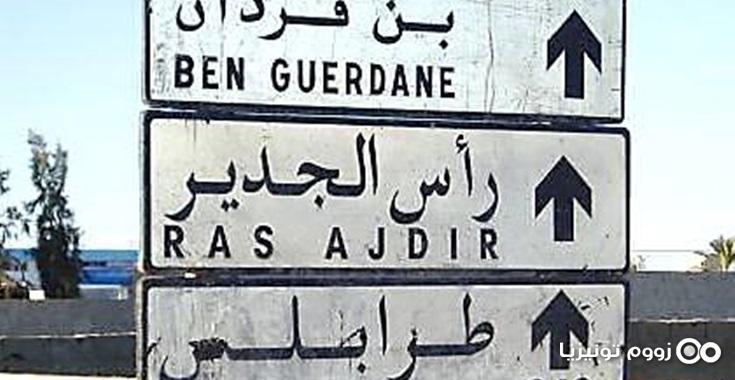 بن قردان
BEN GUERDANE
رأس الجدير
RAS AJDIR
طرابلس
زووم تونيزيا